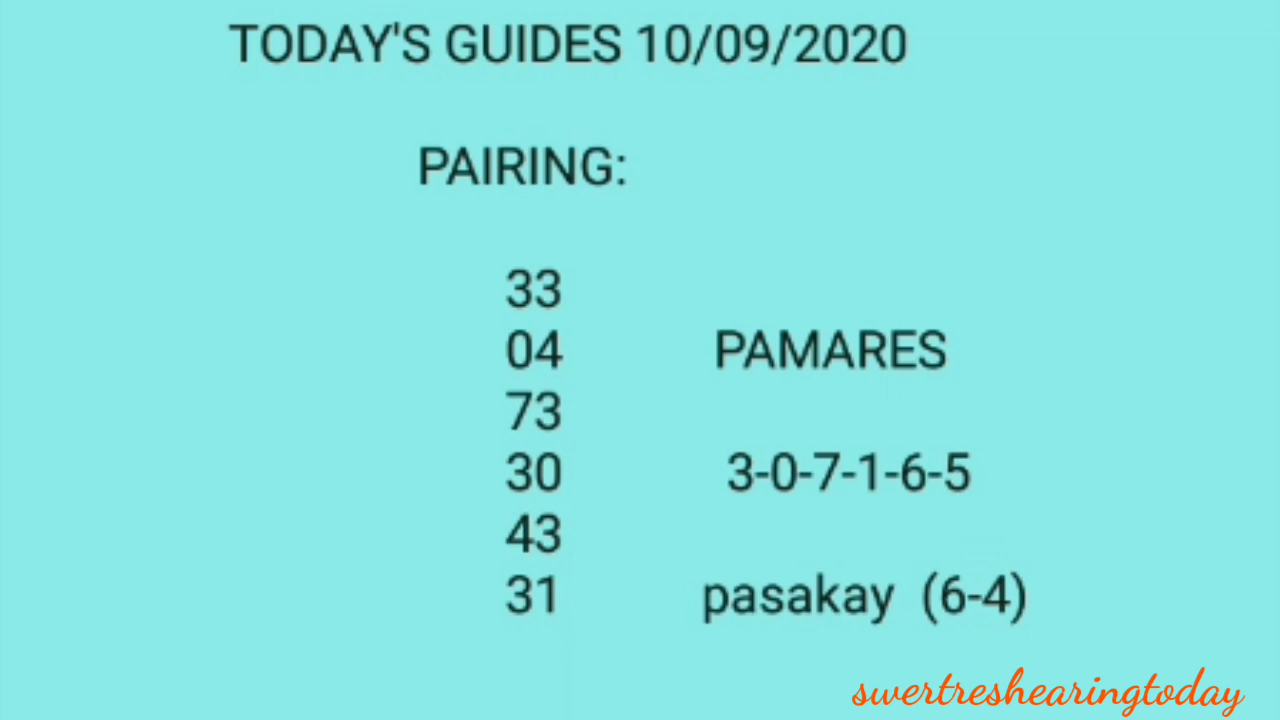 TODAY'S GUIDES 10/09/2020
PAIRING:
33
04 PAMARES
73
30 3-0-7-1-6-5
43
31 pasakay (6-4)
swertreshearingtoday